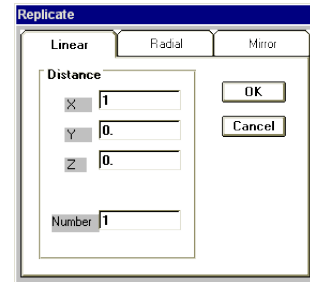 Replicate
Linear Radial Mirror
Distance
X 1
Y 0.
Z 0.
Number 1
OK
Cancel